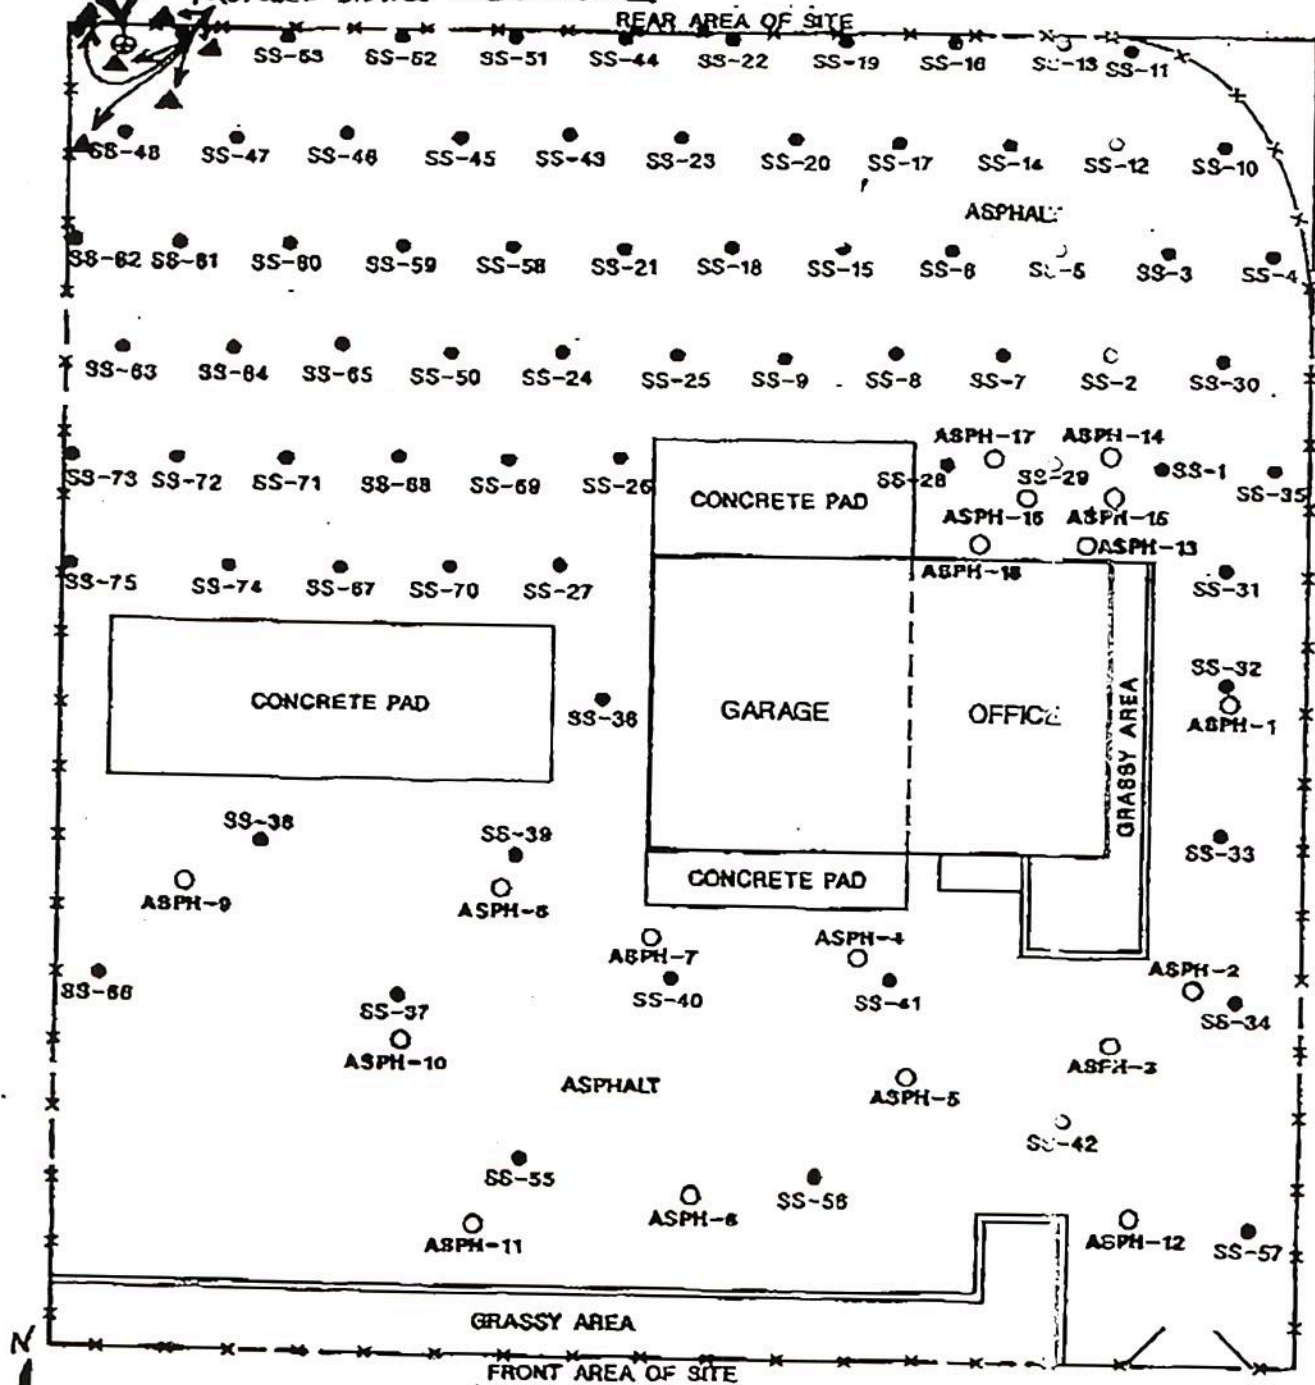 REAR AREA OF SITE
SS-53 SS-52 SS-51 SS-44 SS-22 SS-19 SS-16 SS-13 SS-11
SS-48 SS-47 SS-46 SS-45 SS-43 SS-23 SS-20 SS-17 SS-14 SS-12 SS-10
ASPHALT
SS-62 SS-61 SS-60 SS-59 SS-58 SS-21 SS-18 SS-15 SS-6 SS-5 SS-3 SS-4
SS-63 SS-64 SS-65 SS-50 SS-24 SS-25 SS-9 SS-8 SS-7 SS-2 SS-30
ASPH-17 ASPH-14
SS-73 SS-72 SS-71 SS-68 SS-69 SS-26 SS-28 SS-29 SS-1 SS-35
CONCRETE PAD
ASPH-16 ASPH-15
ASPH-13
ASPH-18
SS-75 SS-74 SS-67 SS-70 SS-27 SS-31
SS-32
CONCRETE PAD
SS-36
GARAGE
OFFICE
GRASSY AREA
ASPH-1
SS-38 SS-39 SS-33
CONCRETE PAD
ASPH-9 ASPH-8
ASPH-7 ASPH-4 ASPH-2
SS-66 SS-37 SS-40 SS-41 SS-34
ASPH-10 ASPH-3
ASPHALT
ASPH-5
SS-42
SS-55 SS-56
ASPH-6
ASPH-11 ASPH-12 SS-57
GRASSY AREA
N
FRONT AREA OF SITE